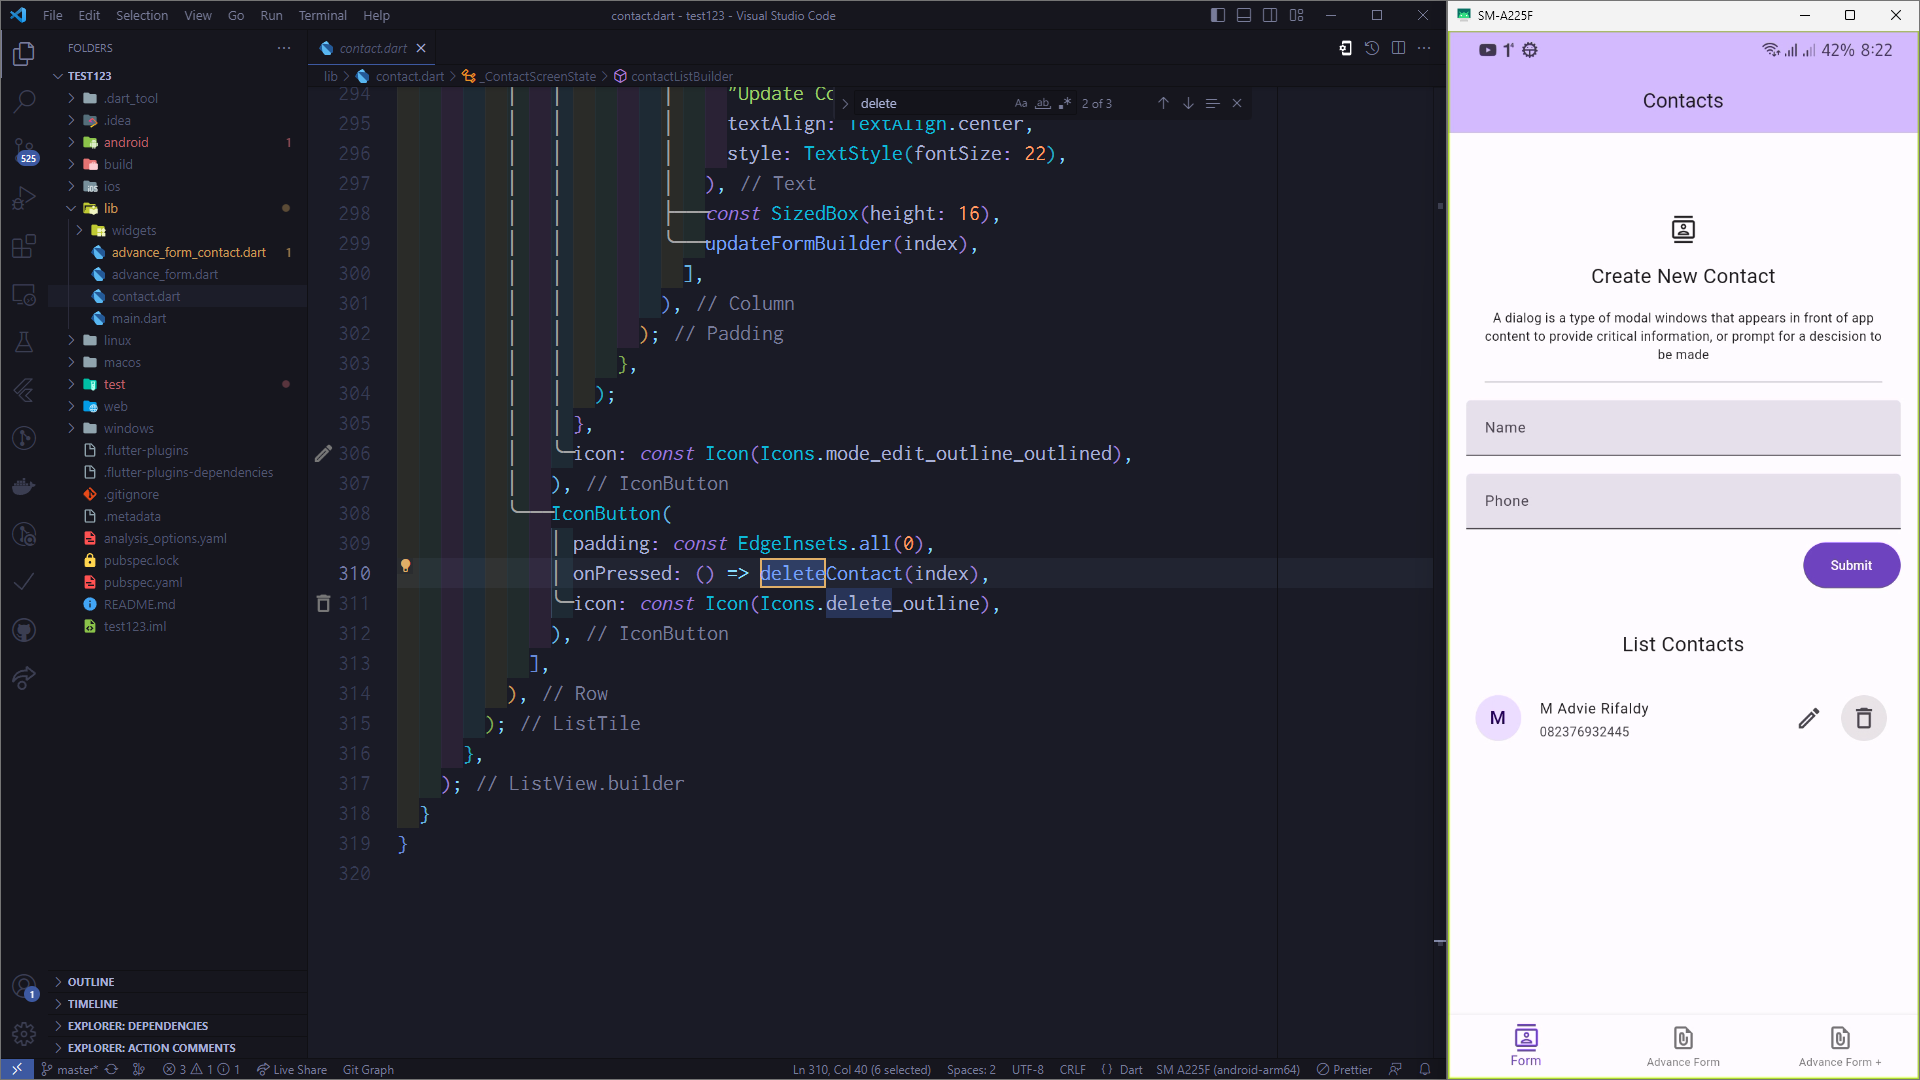 File Edit Selection View Go Run Terminal Help
contact.dart - test123 - Visual Studio Code
FOLDERS
TEST123
.dart_tool
.idea
android 1
build
ios
lib
widgets
advance_form_contact.dart 1
advance_form.dart
contact.dart
main.dart
linux
macos
test
web
windows
.flutter-plugins
.flutter-plugins-dependencies
.gitignore
.metadata
analysis_options.yaml
pubspec.lock
pubspec.yaml
README.md
test123.iml
OUTLINE
TIMELINE
EXPLORER: DEPENDENCIES
EXPLORER: ACTION COMMENTS
525
1
contact.dart
lib > contact.dart > _ContactScreenState > contactListBuilder
delete Aa ab 2 of 3
294 "Update Co
295 textAlign: TextAlign.center,
296 style: TextStyle(fontSize: 22),
297 ), // Text
298 const SizedBox(height: 16),
299 updateFormBuilder(index),
300 ],
301 ), // Column
302 ); // Padding
303 },
304 );
305 },
306 icon: const Icon(Icons.mode_edit_outline_outlined),
307 ), // IconButton
308 IconButton(
309 padding: const EdgeInsets.all(0),
310 onPressed: () => deleteContact(index),
311 icon: const Icon(Icons.delete_outline),
312 ), // IconButton
313 ],
314 ), // Row
315 ); // ListTile
316 },
317 ); // ListView.builder
318 }
319 }
320
master* 3 1 1 Live Share Git Graph
Ln 310, Col 40 (6 selected) Spaces: 2 UTF-8 CRLF { } Dart SM A225F (android-arm64) Prettier
SM-A225F
42% 8:22
Contacts
Create New Contact
A dialog is a type of modal windows that appears in front of app
content to provide critical information, or prompt for a descision to
be made
Name
Phone
Submit
List Contacts
M
M Advie Rifaldy
082376932445
Form
Advance Form
Advance Form +